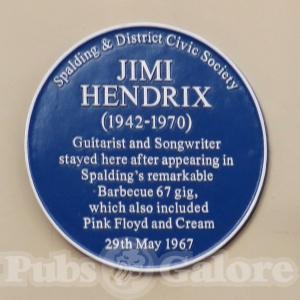 Spalding & District Civic Society
JIMI
HENDRIX
(1942-1970)
Guitarist and Songwriter
stayed here after appearing in
Spalding's remarkable
Barbecue 67 gig,
which also included
Pink Floyd and Cream
29th May 1967
Pubs Galore